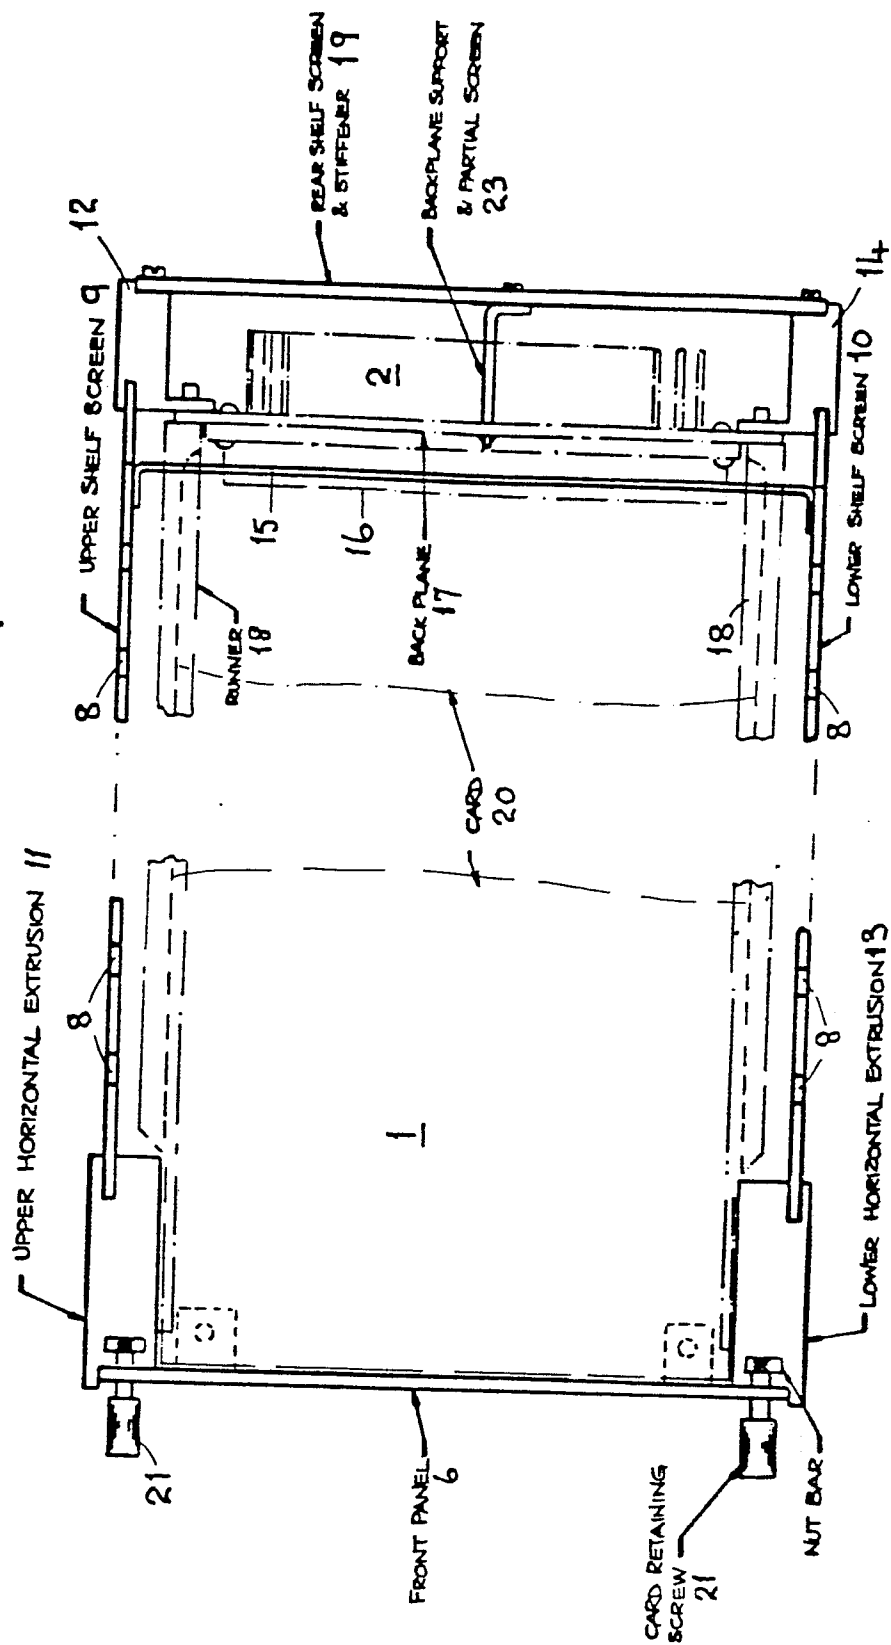 UPPER HORIZONTAL EXTRUSION 11
UPPER SHELF SCREEN 9
12
REAR SHELF SCREEN
& STIFFENER 19
BACKPLANE SUPPORT
& PARTIAL SCREEN
23
14
LOWER SHELF SCREEN 10
8
8
8
8
RUNNER
18
15
16
2
BACK PLANE
17
18
CARD
20
1
21
FRONT PANEL
6
CARD RETAINING
SCREW
21
NUT BAR
LOWER HORIZONTAL EXTRUSION 13